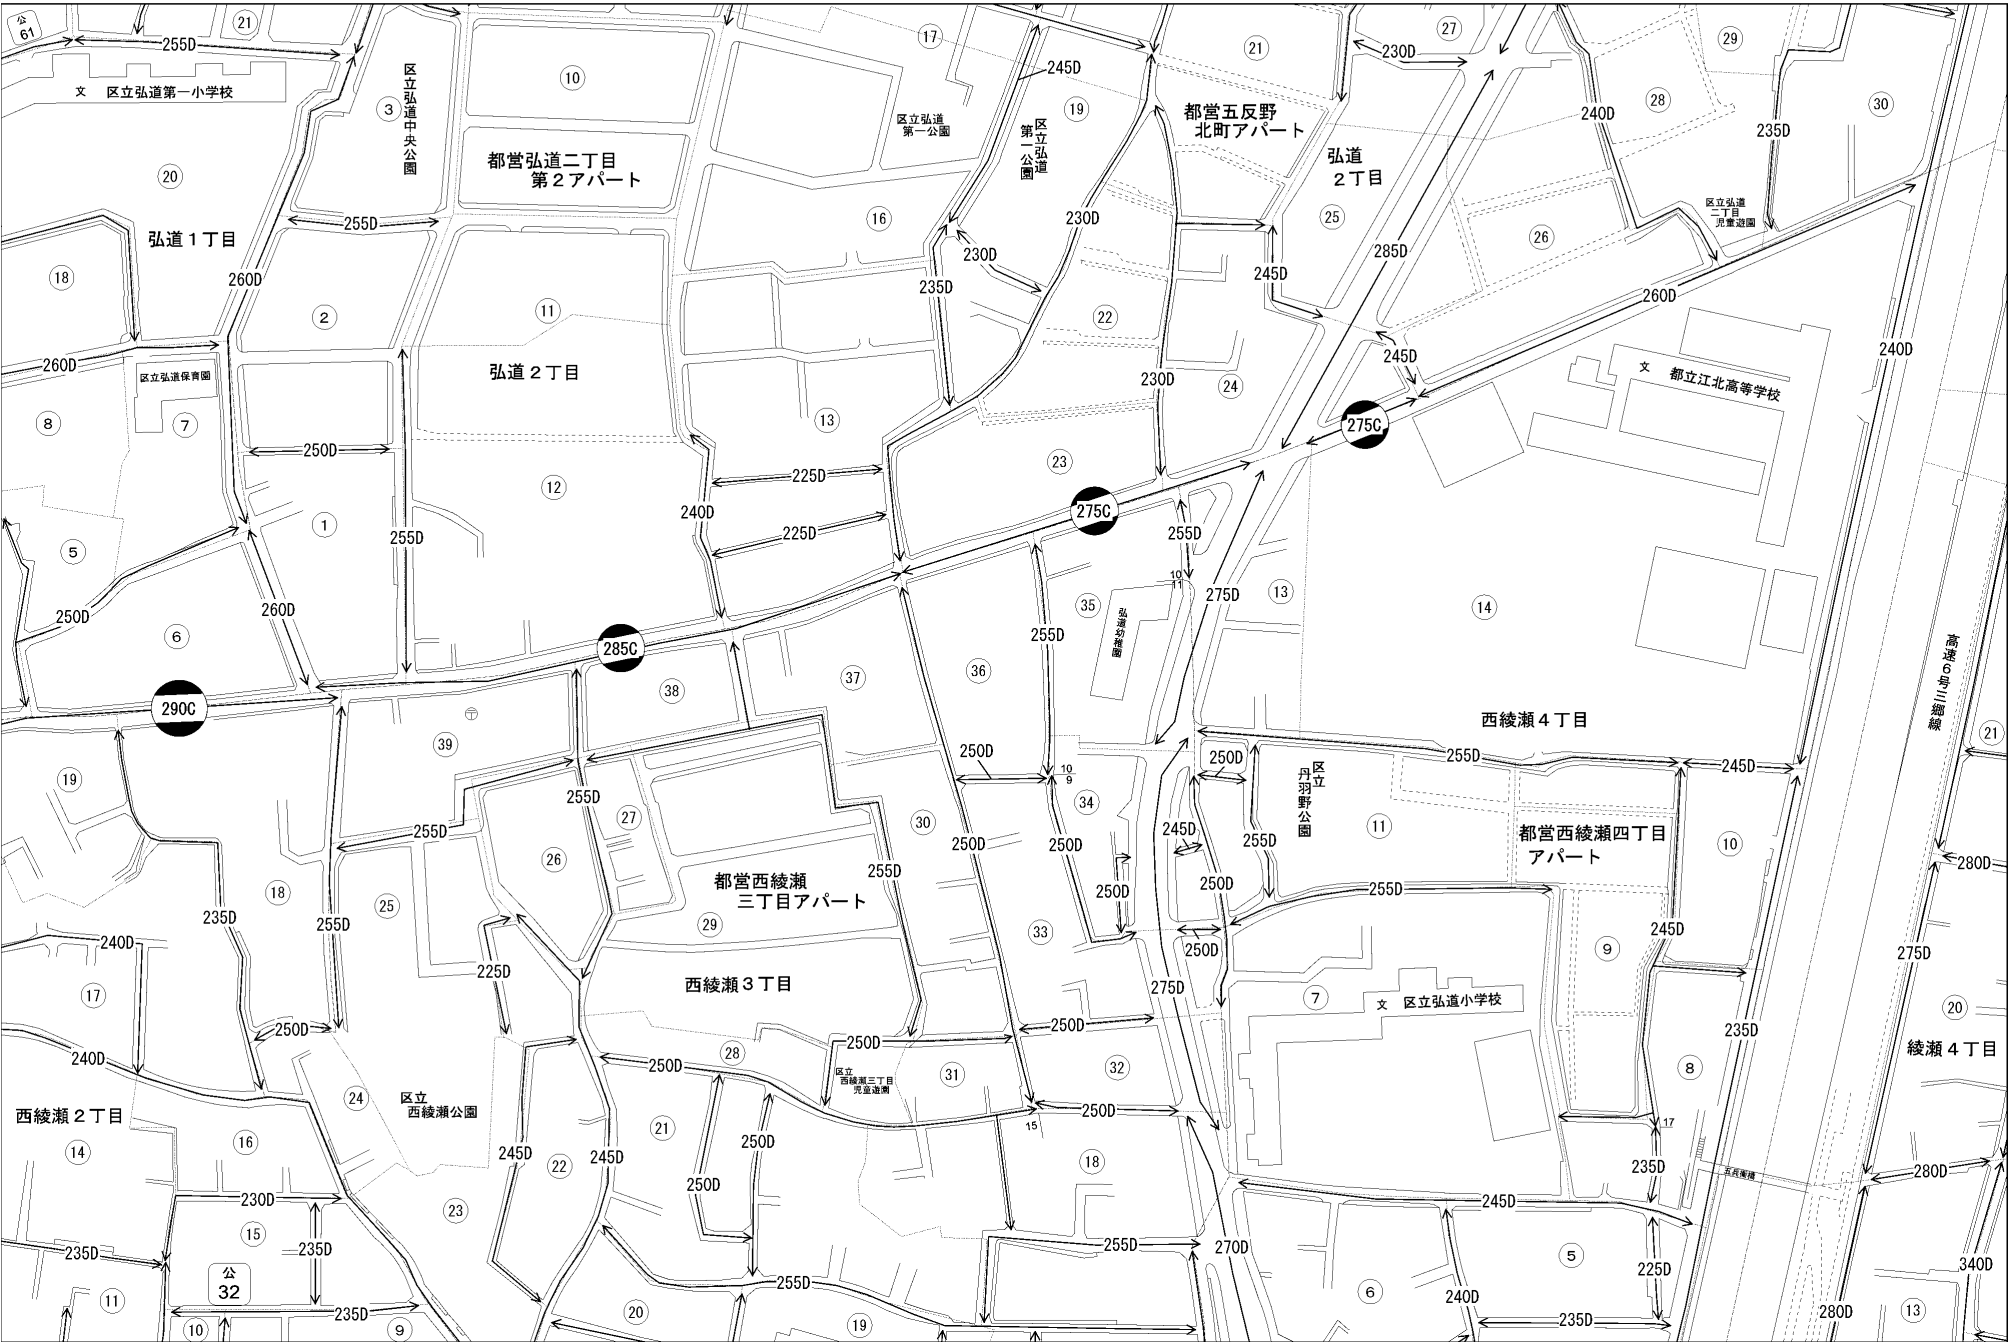 公
61
21
255D
文 区立弘道第一小学校
3
区立弘道中央公園
10
17
245D
21
230D
27
29
都営弘道二丁目
第2アパート
区立弘道
第一公園
区立弘道
第一公園
19
都営五反野
北町アパート
240D
28
235D
30
20
弘道1丁目
255D
16
230D
弘道
2丁目
25
26
区立弘道
二丁目
児童遊園
18
260D
2
11
235D
230D
245D
285D
22
260D
240D
260D
弘道2丁目
区立弘道保育園
230D
245D
24
文 都立江北高等学校
8
7
13
275C
250D
23
12
225D
240D
275C
1
225D
255D
255D
5
10
11
250D
260D
6
35
弘道幼稚園
275D
13
14
255D
285C
36
37
38
290C
39
〒
高速6号三郷線
西綾瀬4丁目
21
255D
245D
19
250D
10
9
250D
区立
丹羽野公園
255D
27
34
245D
255D
11
都営西綾瀬四丁目
アパート
10
255D
26
30
250D
250D
280D
都営西綾瀬
三丁目アパート
255D
250D
250D
255D
18
25
235D
255D
29
33
250D
245D
9
240D
225D
西綾瀬3丁目
275D
275D
17
7
文 区立弘道小学校
20
250D
250D
250D
235D
240D
28
250D
区立
西綾瀬三丁目
児童遊園
31
32
8
綾瀬4丁目
24
区立
西綾瀬公園
西綾瀬2丁目
250D
15
17
14
16
21
250D
245D
22
245D
18
235D
五兵衛橋
280D
250D
230D
245D
23
15
235D
235D
255D
270D
5
公
32
255D
225D
340D
11
235D
20
19
6
240D
235D
280D
13
10
9